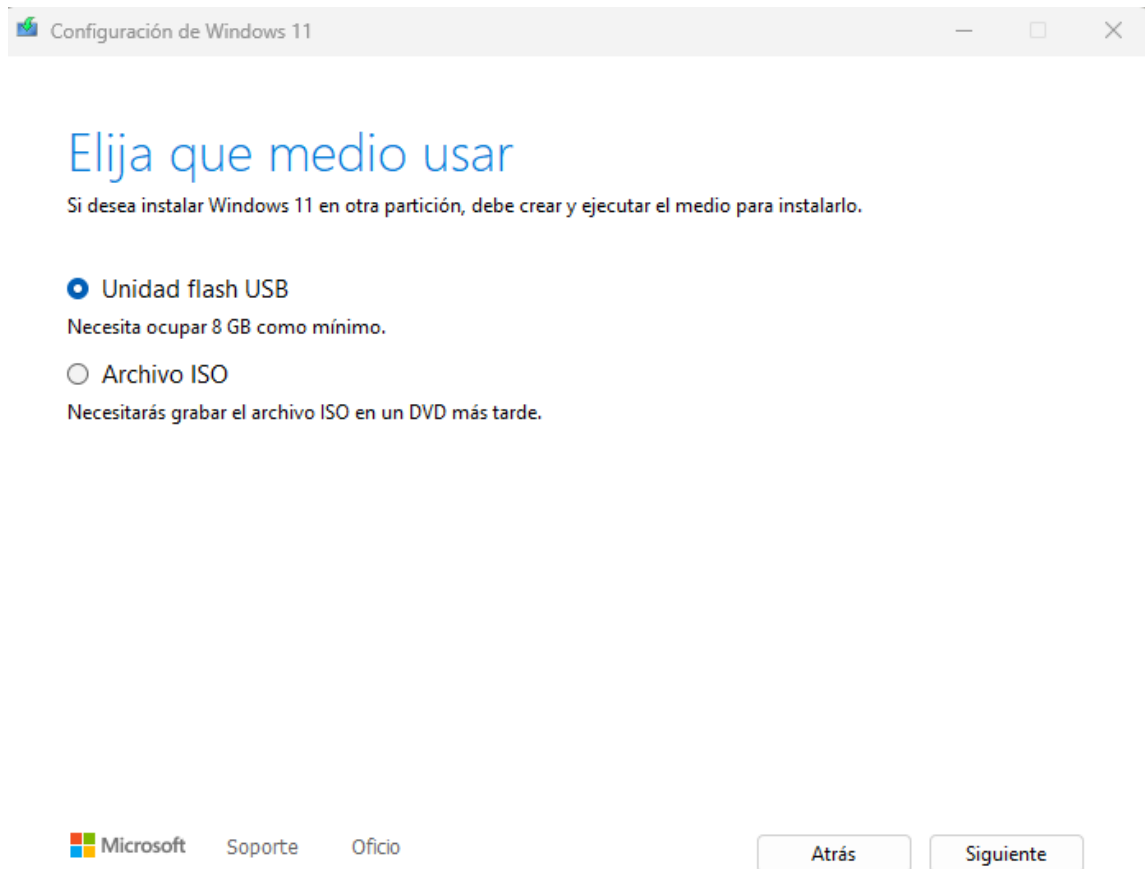 Configuración de Windows 11
Elija que medio usar
Si desea instalar Windows 11 en otra partición, debe crear y ejecutar el medio para instalarlo.
Unidad flash USB
Necesita ocupar 8 GB como mínimo.
Archivo ISO
Necesitarás grabar el archivo ISO en un DVD más tarde.
Microsoft Soporte Oficio Atrás Siguiente